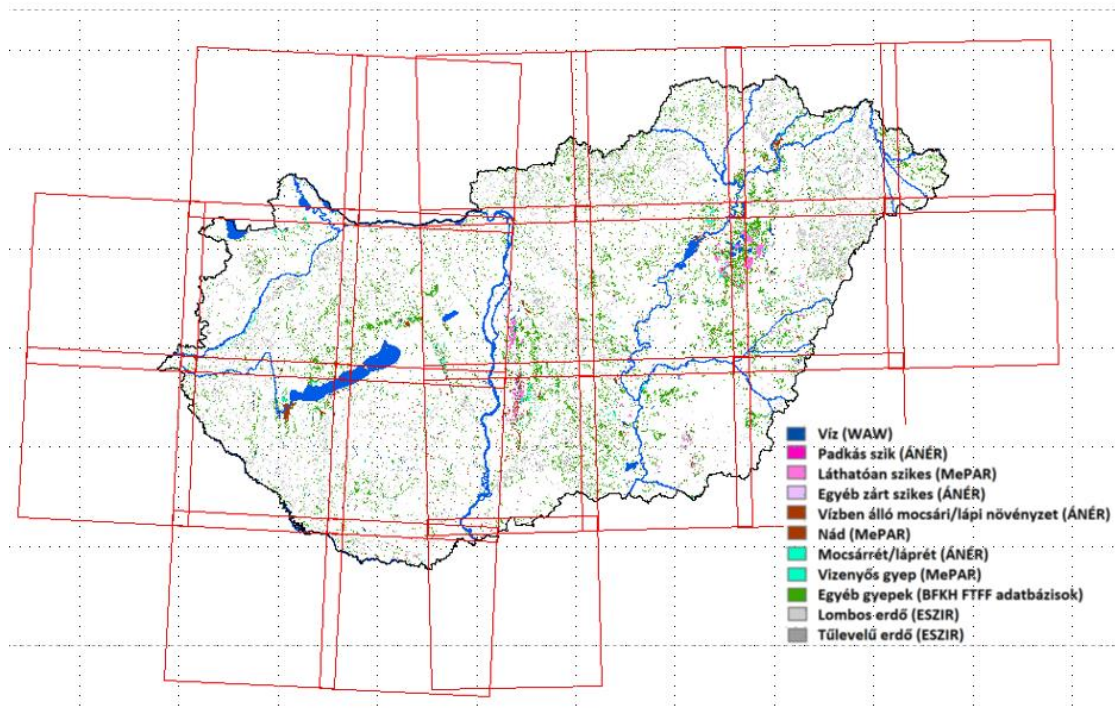 Víz (WAW)
Padkás szik (ÁNÉR)
Láthatóan szikes (MePAR)
Egyéb zárt szikes (ÁNÉR)
Vízben álló mocsári/lápi növényzet (ÁNÉR)
Nád (MePAR)
Mocsárrét/láprét (ÁNÉR)
Vizenyős gyep (MePAR)
Egyéb gyepek (BFKH FTFF adatbázisok)
Lombos erdő (ESZIR)
Tűlevelű erdő (ESZIR)